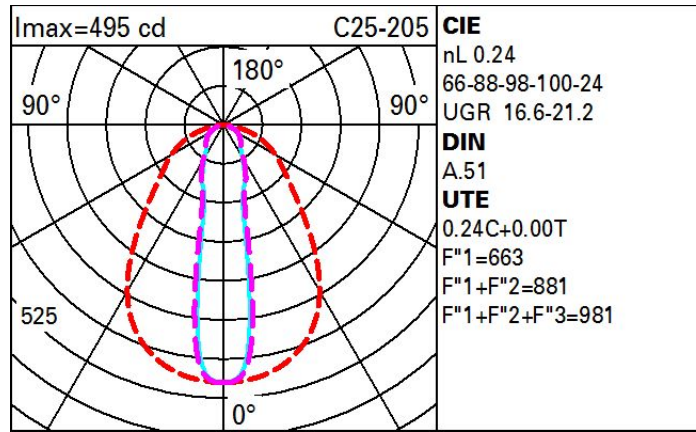 Imax=495 cd C25-205
180°
90° 90°
525
0°
CIE
nL 0.24
66-88-98-100-24
UGR 16.6-21.2
DIN
A.51
UTE
0.24C+0.00T
F"1=663
F"1+F"2=881
F"1+F"2+F"3=981